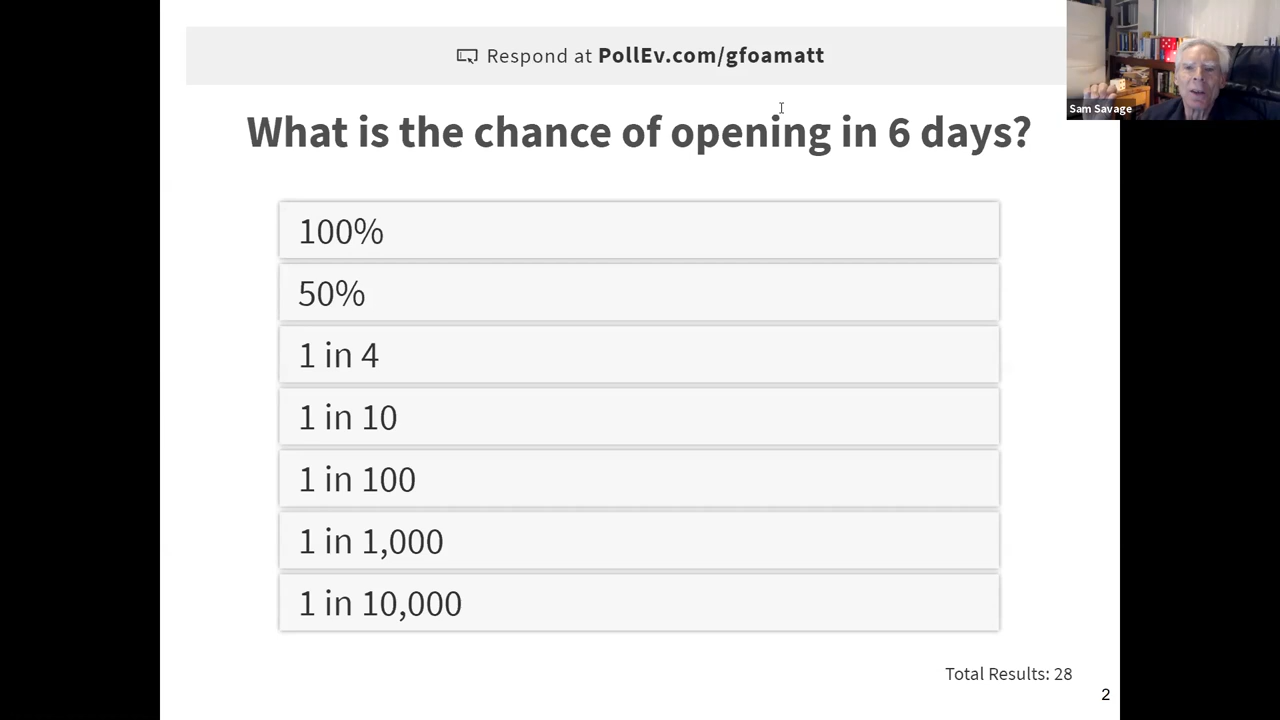 Respond at PollEv.com/gfoamatt
Sam Savage
What is the chance of opening in 6 days?
100%
50%
1 in 4
1 in 10
1 in 100
1 in 1,000
1 in 10,000
Total Results: 28
2